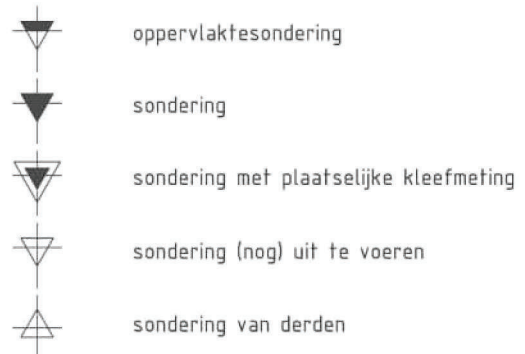 oppervlaktesondering
sondering
sondering met plaatselijke kleefmeting
sondering (nog) uit te voeren
sondering van derden